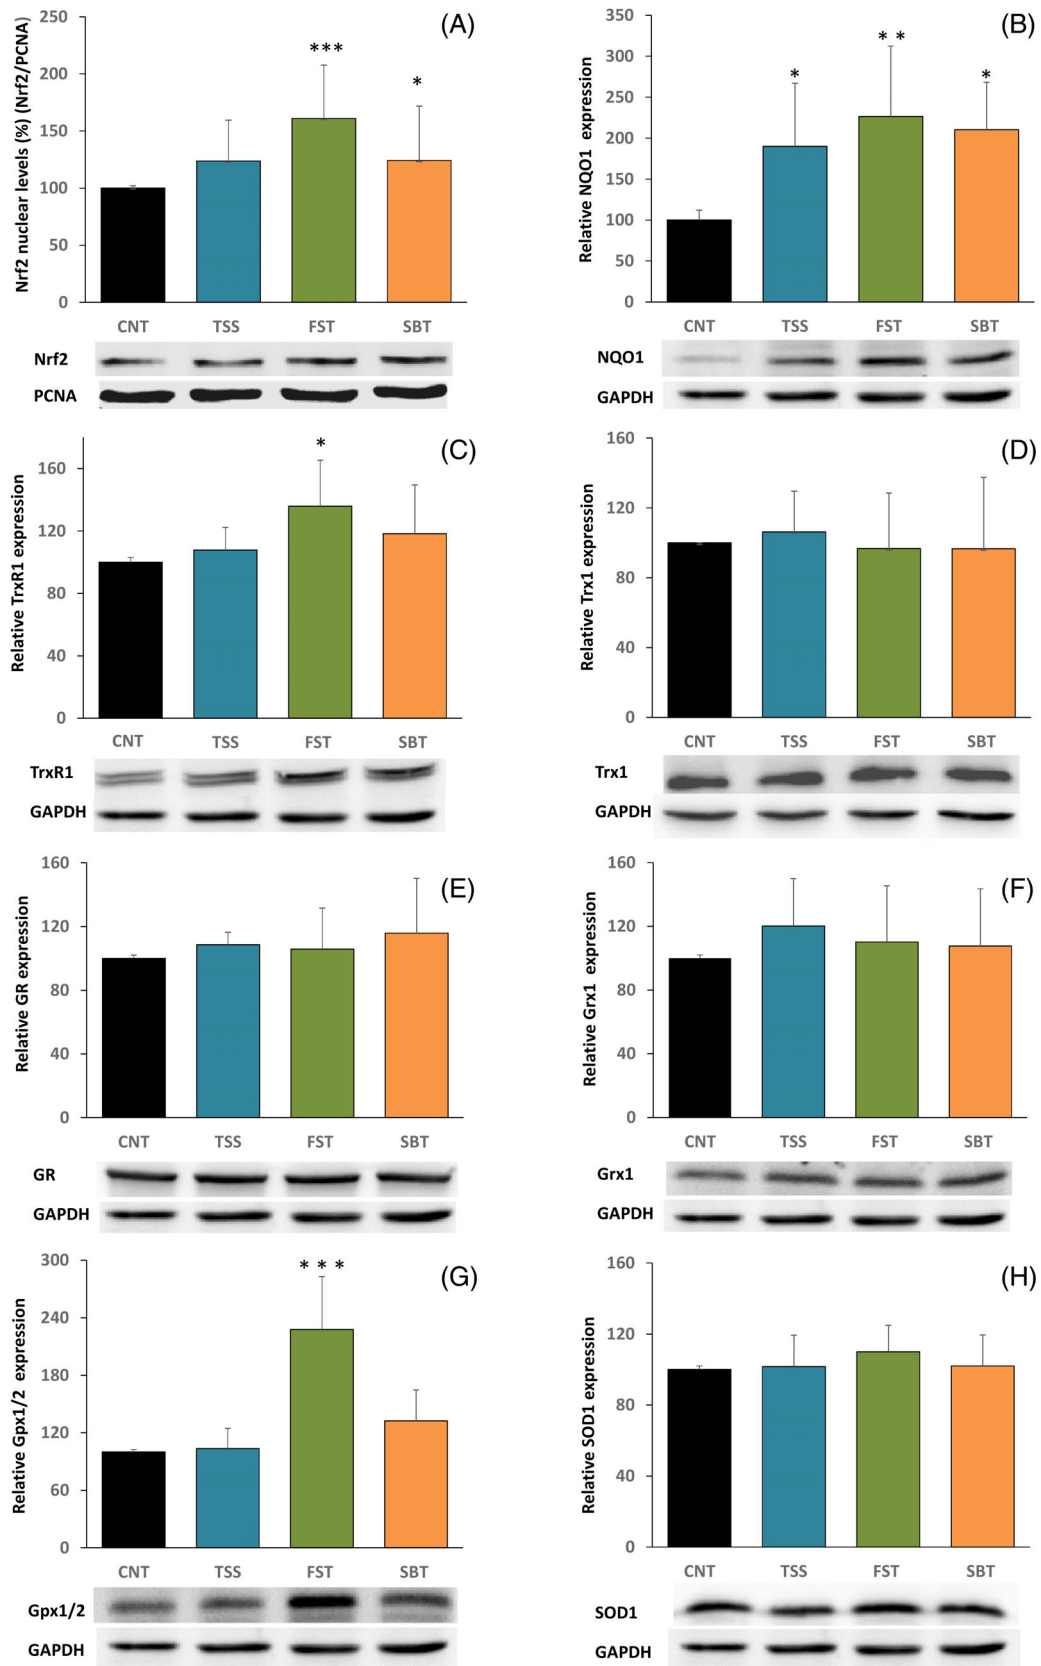 (A)
Nrf2 nuclear levels (%) (Nrf2/PCNA)
250
200
150
100
50
0
***
*
CNT TSS FST SBT
Nrf2
PCNA
(B)
Relative NQO1 expression
350
300
250
200
150
100
50
0
*
* *
*
CNT TSS FST SBT
NQO1
GAPDH
(C)
Relative TrxR1 expression
160
120
80
40
0
*
CNT TSS FST SBT
TrxR1
GAPDH
(D)
Relative Trx1 expression
160
120
80
40
0
CNT TSS FST SBT
Trx1
GAPDH
(E)
Relative GR expression
160
120
80
40
0
CNT TSS FST SBT
GR
GAPDH
(F)
Relative Grx1 expression
160
120
80
40
0
CNT TSS FST SBT
Grx1
GAPDH
(G)
Relative Gpx1/2 expression
300
240
180
120
60
0
* * *
CNT TSS FST SBT
Gpx1/2
GAPDH
(H)
Relative SOD1 expression
160
120
80
40
0
CNT TSS FST SBT
SOD1
GAPDH